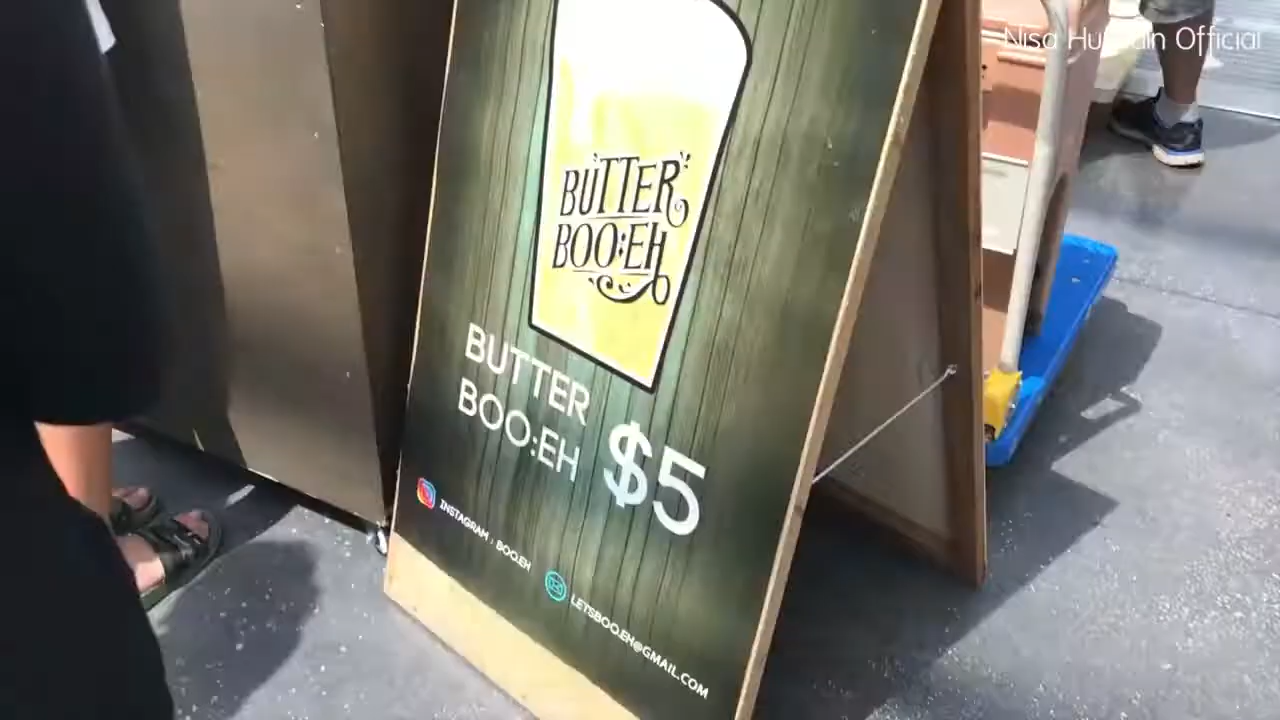 Nisa Hussain Official
BUTTER
BOO:EH
BUTTER
BOO:EH
$5
INSTAGRAM : BOO.EH
LETSBOO.EH@GMAIL.COM